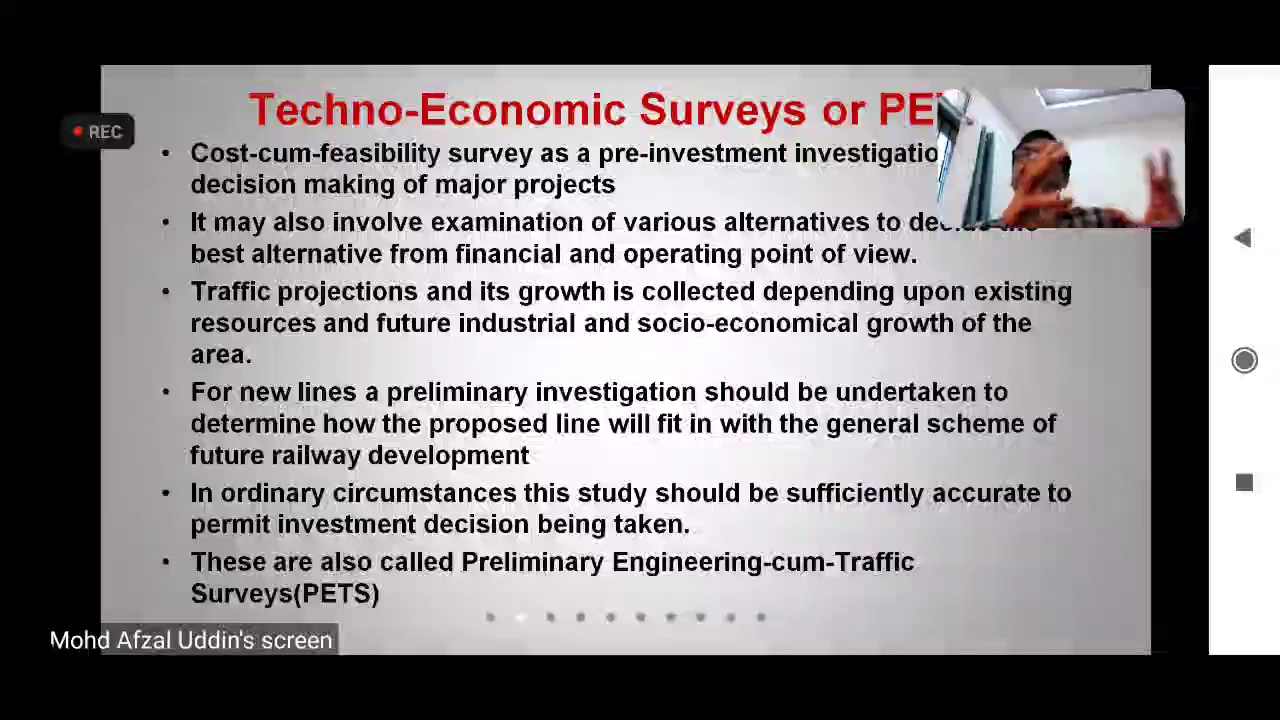 Techno-Economic Surveys or
REC
• Cost-cum-feasibility survey as a pre-investment
decision making of major projects
• It may also involve examination of various alternatives to
best alternative from financial and operating point of view.
• Traffic projections and its growth is collected depending upon existing
resources and future industrial and socio-economical growth of the
area.
• For new lines a preliminary investigation should be undertaken to
determine how the proposed line will fit in with the general scheme of
future railway development
• In ordinary circumstances this study should be sufficiently accurate to
permit investment decision being taken.
• These are also called Preliminary Engineering-cum-Traffic
Surveys(PETS)
Mohd Afzal Uddin's screen